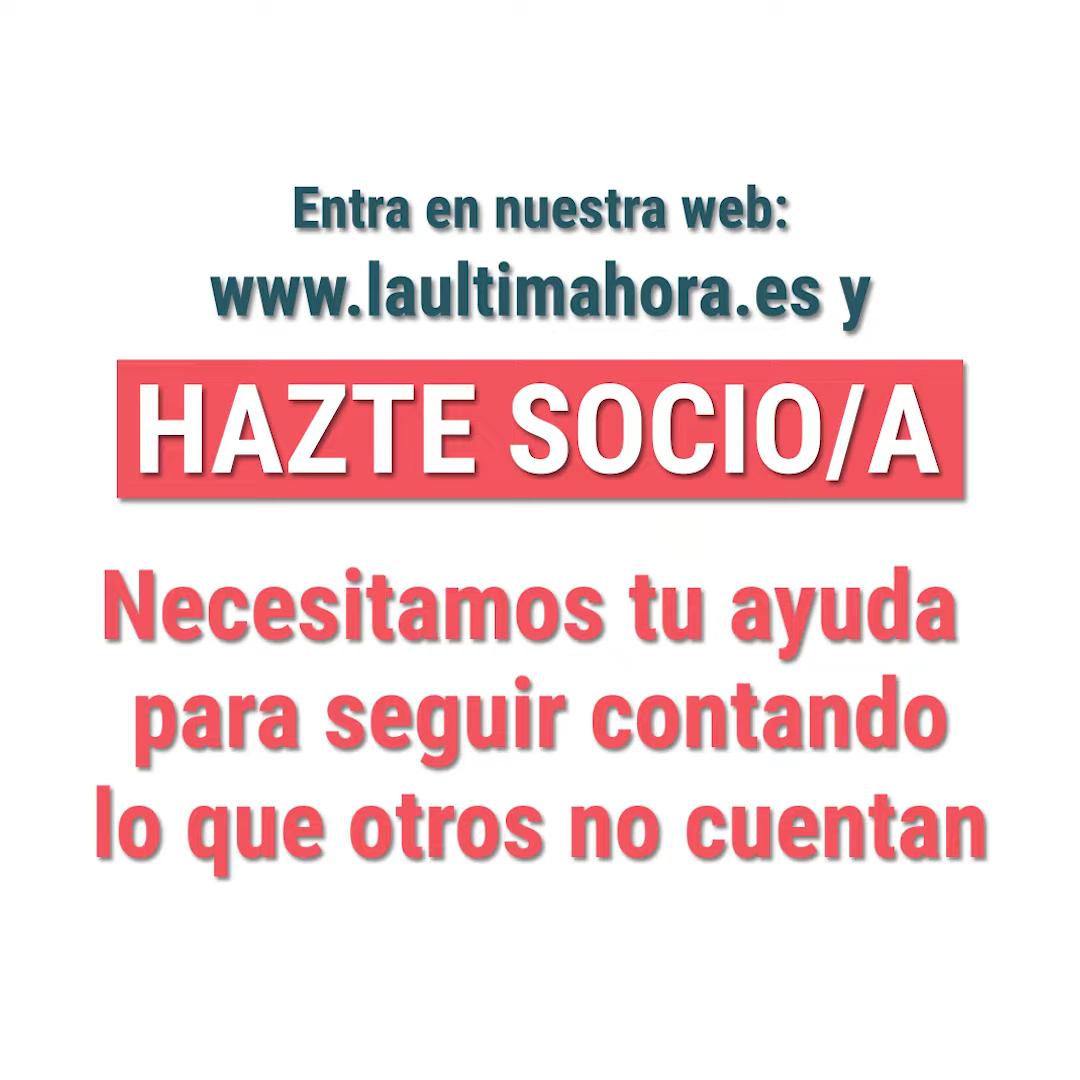 Entra en nuestra web:
www.laultimahora.es y
HAZTE SOCIO/A
Necesitamos tu ayuda
para seguir contando
lo que otros no cuentan